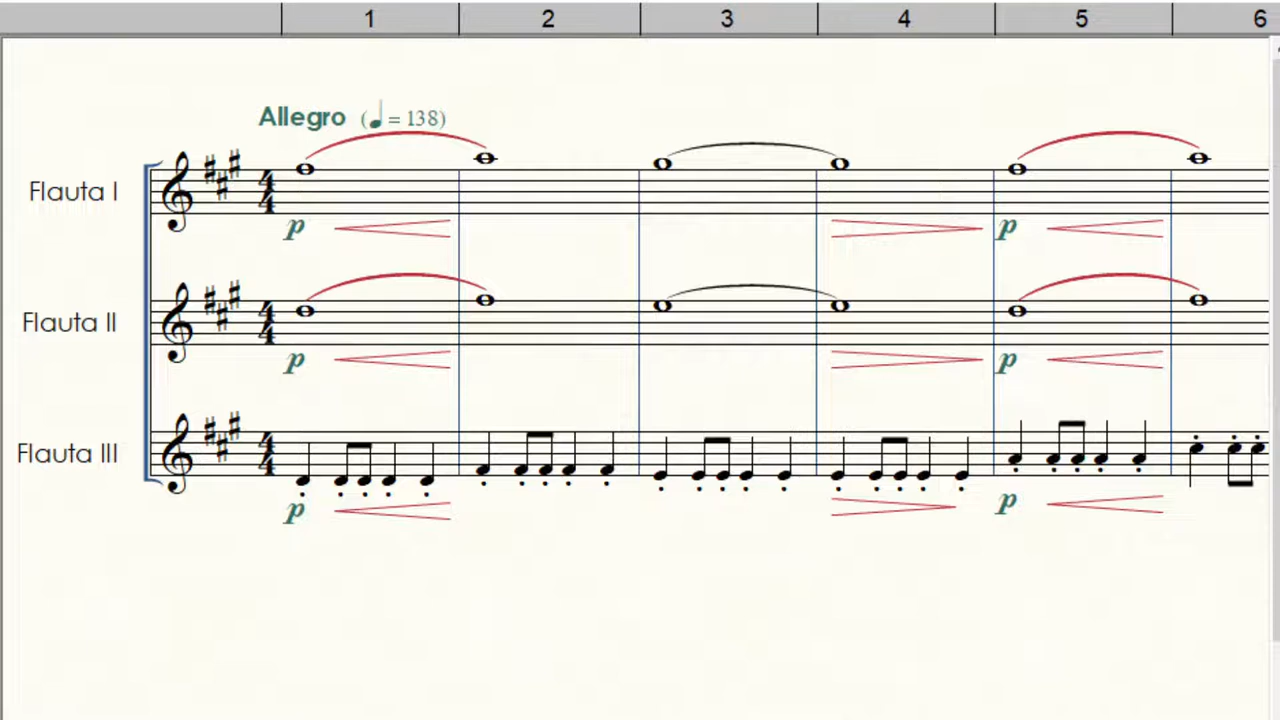 1 2 3 4 5 6
Allegro (♩ = 138)
Flauta I
p p
Flauta II
p p
Flauta III
p p